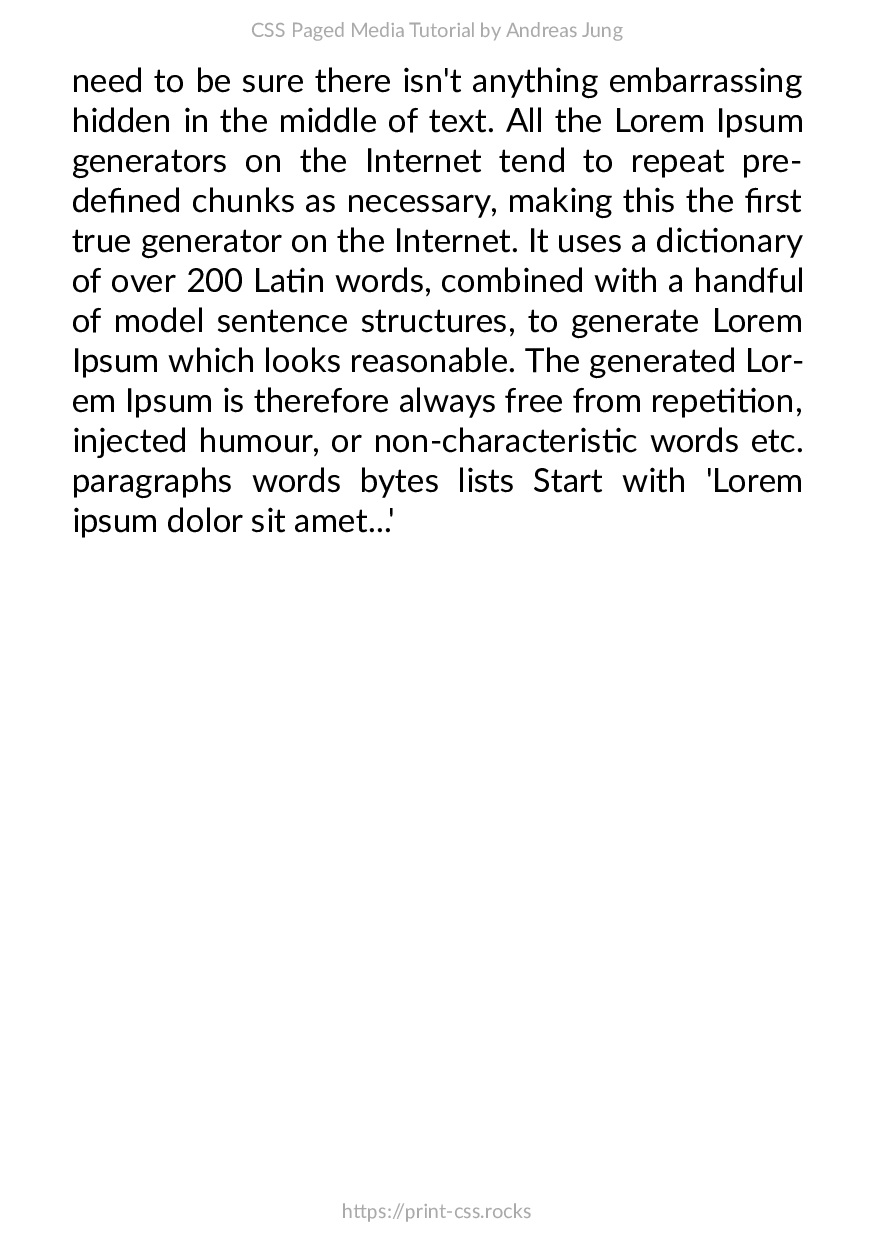 CSS Paged Media Tutorial by Andreas Jung
need to be sure there isn't anything embarrassing
hidden in the middle of text. All the Lorem Ipsum
generators on the Internet tend to repeat pre-
defined chunks as necessary, making this the first
true generator on the Internet. It uses a dictionary
of over 200 Latin words, combined with a handful
of model sentence structures, to generate Lorem
Ipsum which looks reasonable. The generated Lor-
em Ipsum is therefore always free from repetition,
injected humour, or non-characteristic words etc.
paragraphs words bytes lists Start with 'Lorem
ipsum dolor sit amet...'
https://print-css.rocks